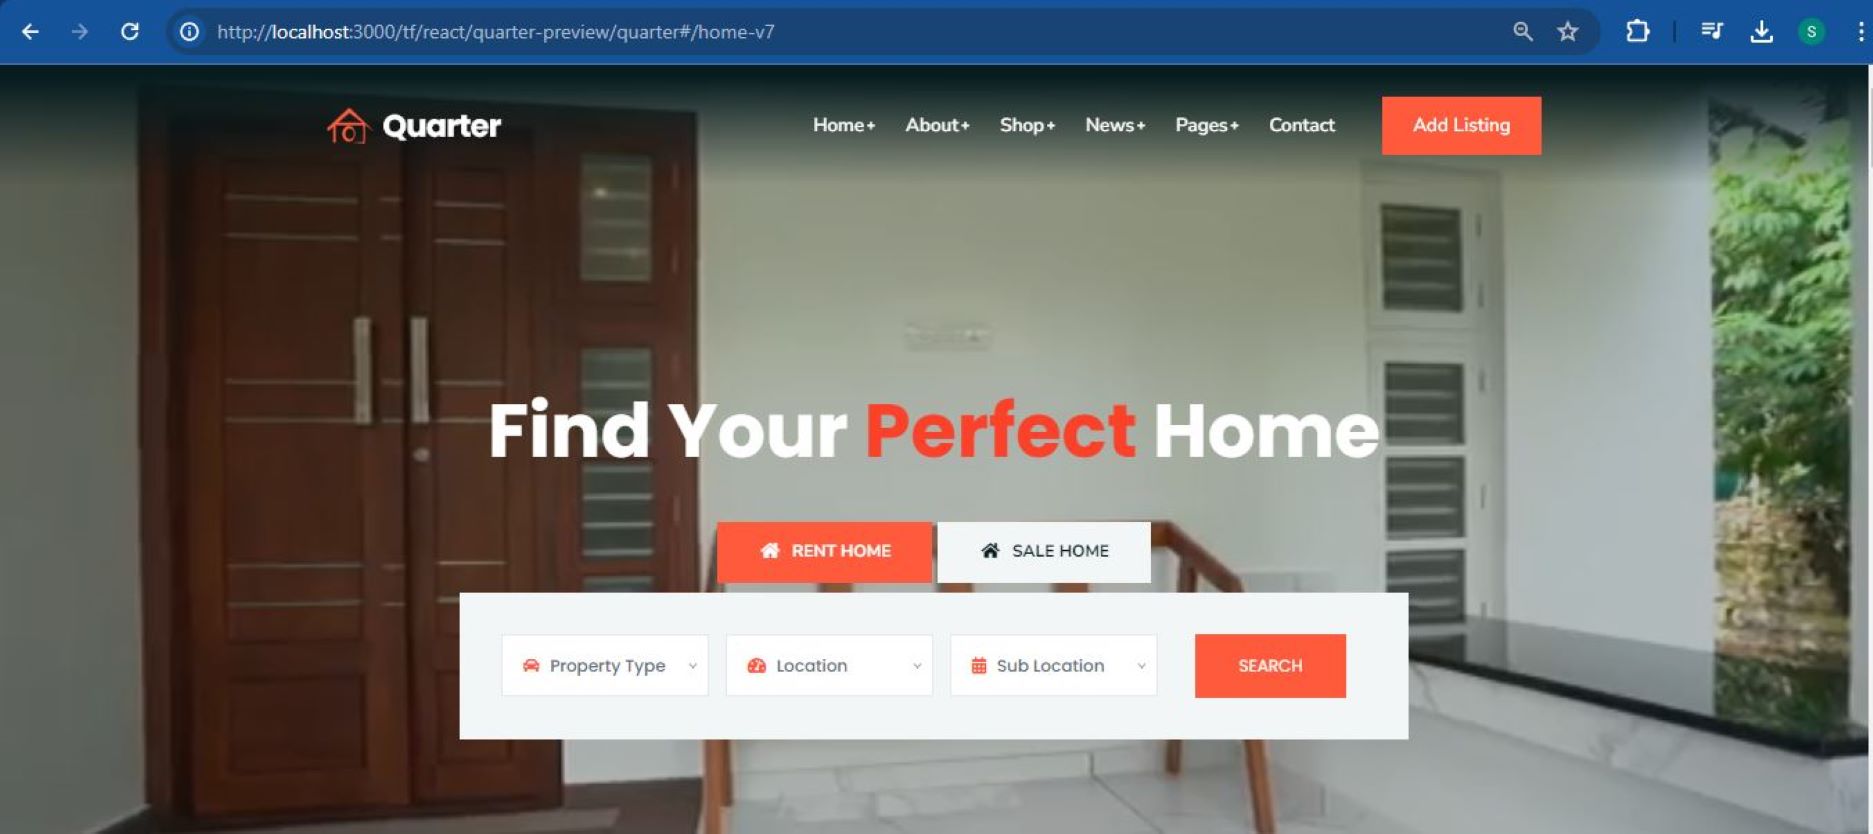 http://localhost:3000/tf/react/quarter-preview/quarter#/home-v7
S
Quarter
Home+ About+ Shop+ News+ Pages+ Contact Add Listing
Find Your Perfect Home
RENT HOME SALE HOME
Property Type Location Sub Location SEARCH